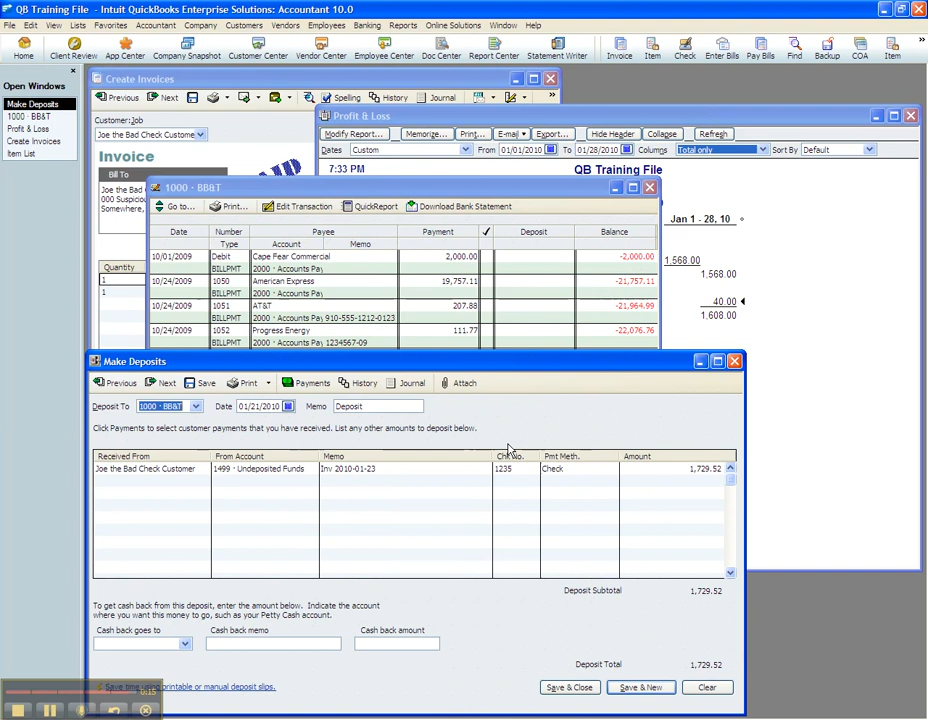 QB Training File - Intuit QuickBooks Enterprise Solutions: Accountant 10.0
File Edit View Lists Favorites Accountant Company Customers Vendors Employees Banking Reports Online Solutions Window Help
Home Client Review App Center Company Snapshot Customer Center Vendor Center Employee Center Doc Center Report Center Statement Writer Invoice Item Check Enter Bills Pay Bills Find Backup COA Item
Open Windows
Make Deposits
1000 · BB&T
Profit & Loss
Create Invoices
Item List
Create Invoices
Previous Next Spelling History Journal
Customer:Job
Joe the Bad Check Custome
Invoice
Bill To
Joe the Ba
000 Suspicio
Somewhere,
Quantity
1
1
Profit & Loss
Modify Report... Memorize... Print... E-mail Export... Hide Header Collapse Refresh
Dates Custom From 01/01/2010 To 01/28/2010 Columns Total only Sort By Default
7:33 PM QB Training File
Jan 1 - 28, 10
1,568.00
1,568.00
40.00
1,608.00
1000 · BB&T
Go to... Print... Edit Transaction QuickReport Download Bank Statement
Date Number Payee Payment ✓ Deposit Balance
Type Account Memo
10/01/2009 Debit Cape Fear Commercial 2,000.00 -2,000.00
BILLPMT 2000 · Accounts Pay
10/24/2009 1050 American Express 19,757.11 -21,757.11
BILLPMT 2000 · Accounts Pay
10/24/2009 1051 AT&T 207.88 -21,964.99
BILLPMT 2000 · Accounts Pay 910-555-1212-0123
10/24/2009 1052 Progress Energy 111.77 -22,076.76
BILLPMT 2000 · Accounts Pay 1234567-09
Make Deposits
Previous Next Save Print Payments History Journal Attach
Deposit To 1000 · BB&T Date 01/21/2010 Memo Deposit
Click Payments to select customer payments that you have received. List any other amounts to deposit below.
Received From From Account Memo Chk No. Pmt Meth. Amount
Joe the Bad Check Customer 1499 · Undeposited Funds Inv 2010-01-23 1235 Check 1,729.52
Deposit Subtotal 1,729.52
To get cash back from this deposit, enter the amount below. Indicate the account
where you want this money to go, such as your Petty Cash account.
Cash back goes to Cash back memo Cash back amount
Deposit Total 1,729.52
Save time using printable or manual deposit slips.
Save & Close Save & New Clear
0:15